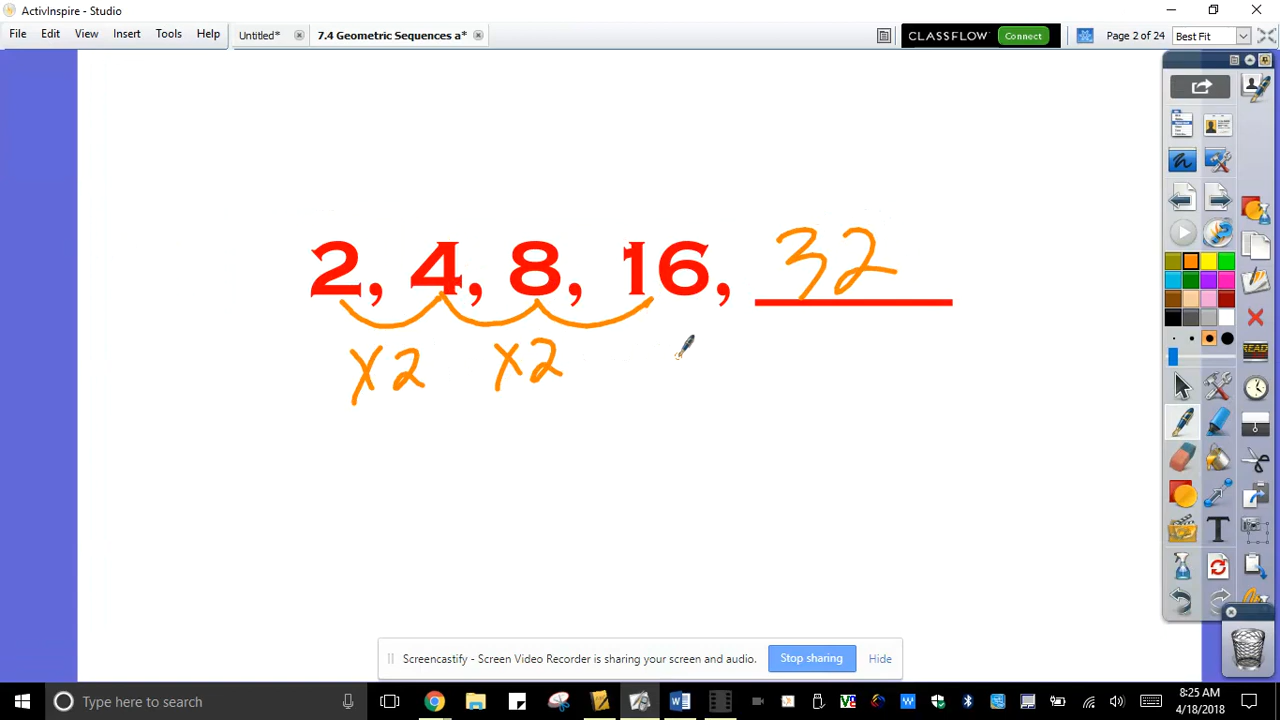 ActivInspire - Studio
File Edit View Insert Tools Help Untitled* 7.4 Geometric Sequences a* CLASSFLOW Connect Page 2 of 24 Best Fit
2, 4, 8, 16, 32
X2 X2
Screencastify - Screen Video Recorder is sharing your screen and audio. Stop sharing Hide
Type here to search
8:25 AM
4/18/2018